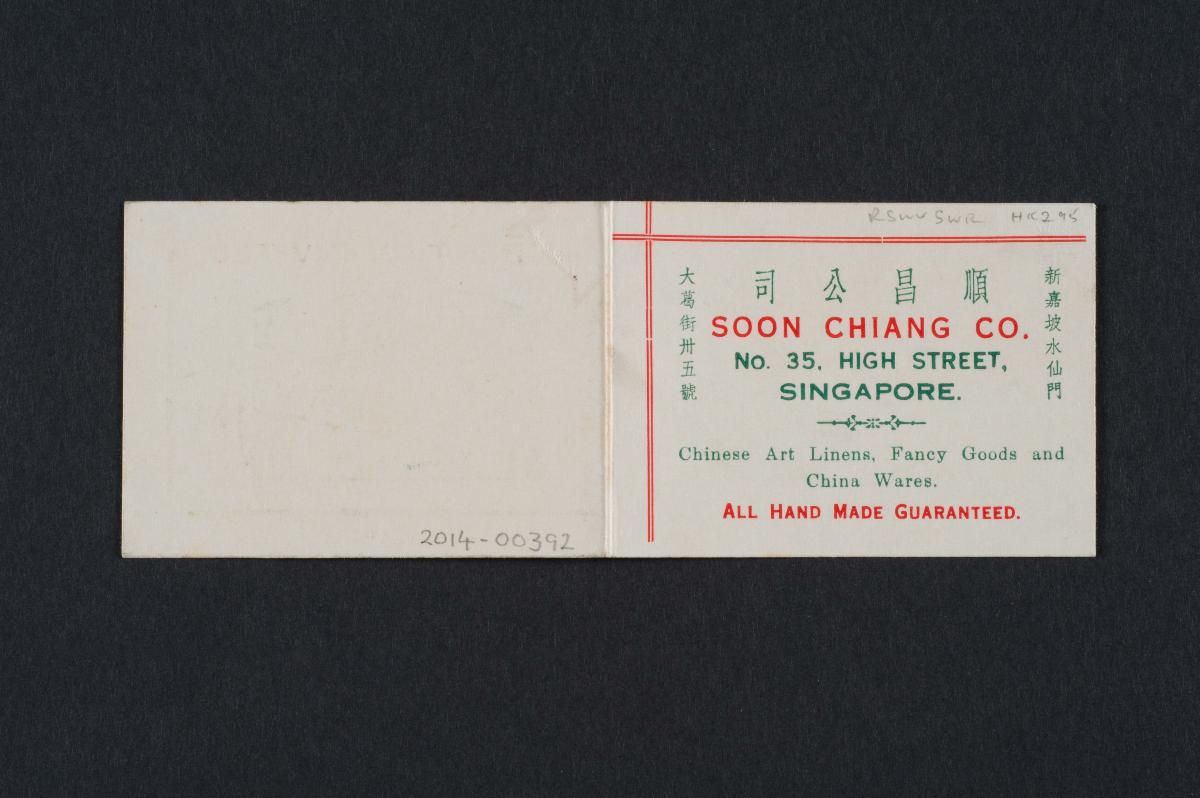 2014-00392
HK295
順昌公司
新嘉坡水仙門
大葛街卅五號
SOON CHIANG CO.
No. 35, HIGH STREET,
SINGAPORE.
Chinese Art Linens, Fancy Goods and
China Wares.
ALL HAND MADE GUARANTEED.